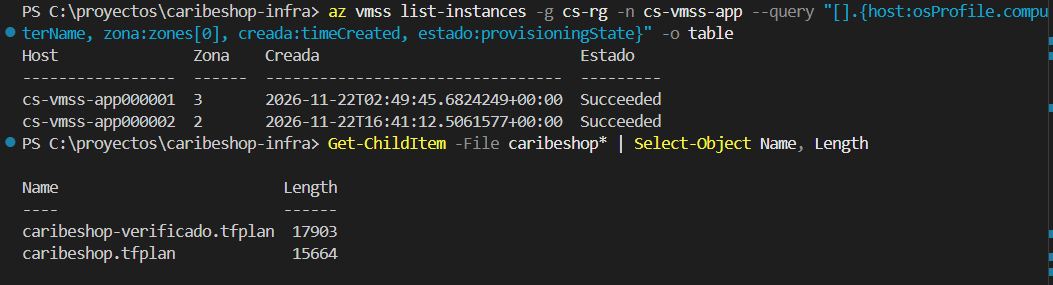 PS C:\proyectos\caribeshop-infra> az vmss list-instances -g cs-rg -n cs-vmss-app --query "[].{host:osProfile.compu
terName, zona:zones[0], creada:timeCreated, estado:provisioningState}" -o table
Host Zona Creada Estado
----------------- ------ -------------------------------- ---------
cs-vmss-app000001 3 2026-11-22T02:49:45.6824249+00:00 Succeeded
cs-vmss-app000002 2 2026-11-22T16:41:12.5061577+00:00 Succeeded
PS C:\proyectos\caribeshop-infra> Get-ChildItem -File caribeshop* | Select-Object Name, Length
Name Length
---- ------
caribeshop-verificado.tfplan 17903
caribeshop.tfplan 15664